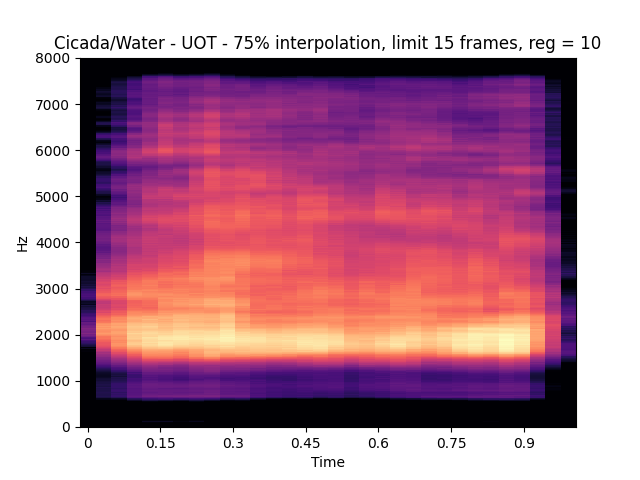 Cicada/Water - UOT - 75% interpolation, limit 15 frames, reg = 10
8000
7000
6000
5000
4000
3000
2000
1000
0
Hz
0 0.15 0.3 0.45 0.6 0.75 0.9
Time